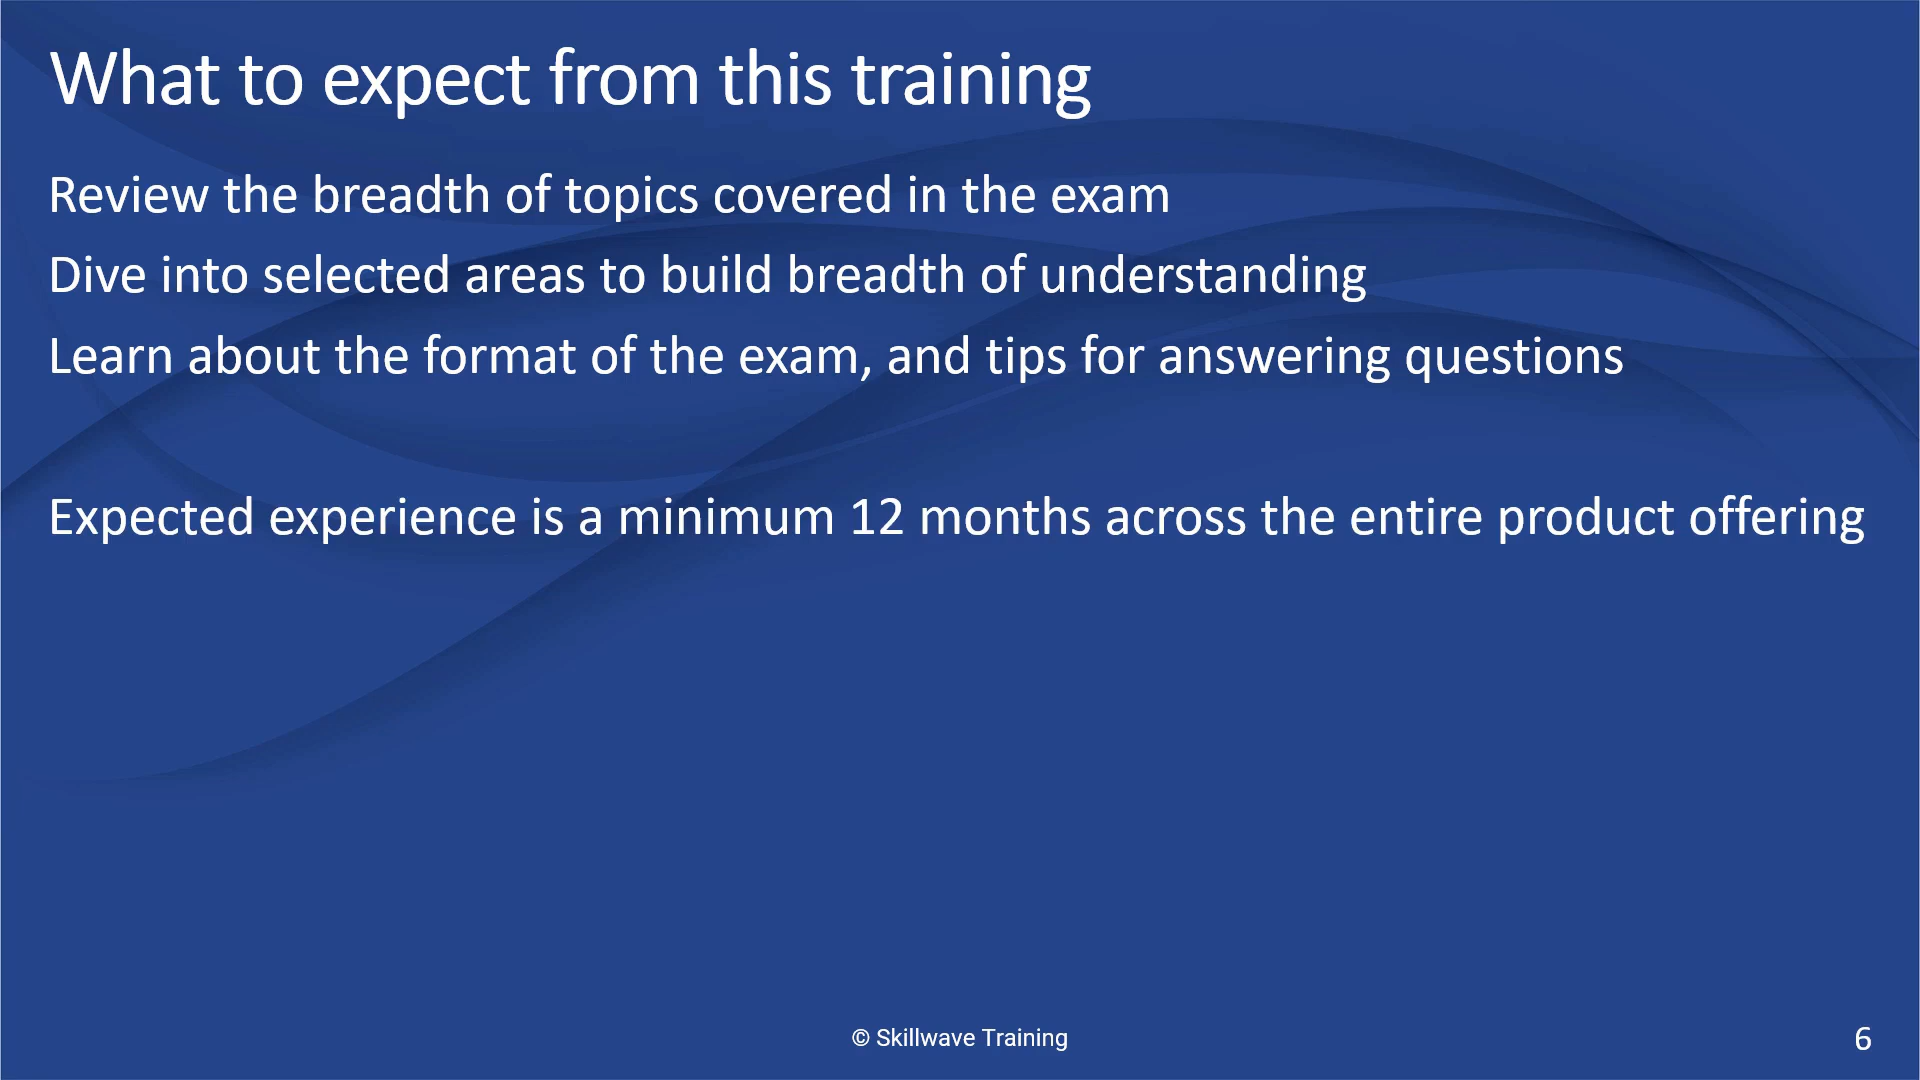 What to expect from this training
Review the breadth of topics covered in the exam
Dive into selected areas to build breadth of understanding
Learn about the format of the exam, and tips for answering questions
Expected experience is a minimum 12 months across the entire product offering
© Skillwave Training
6